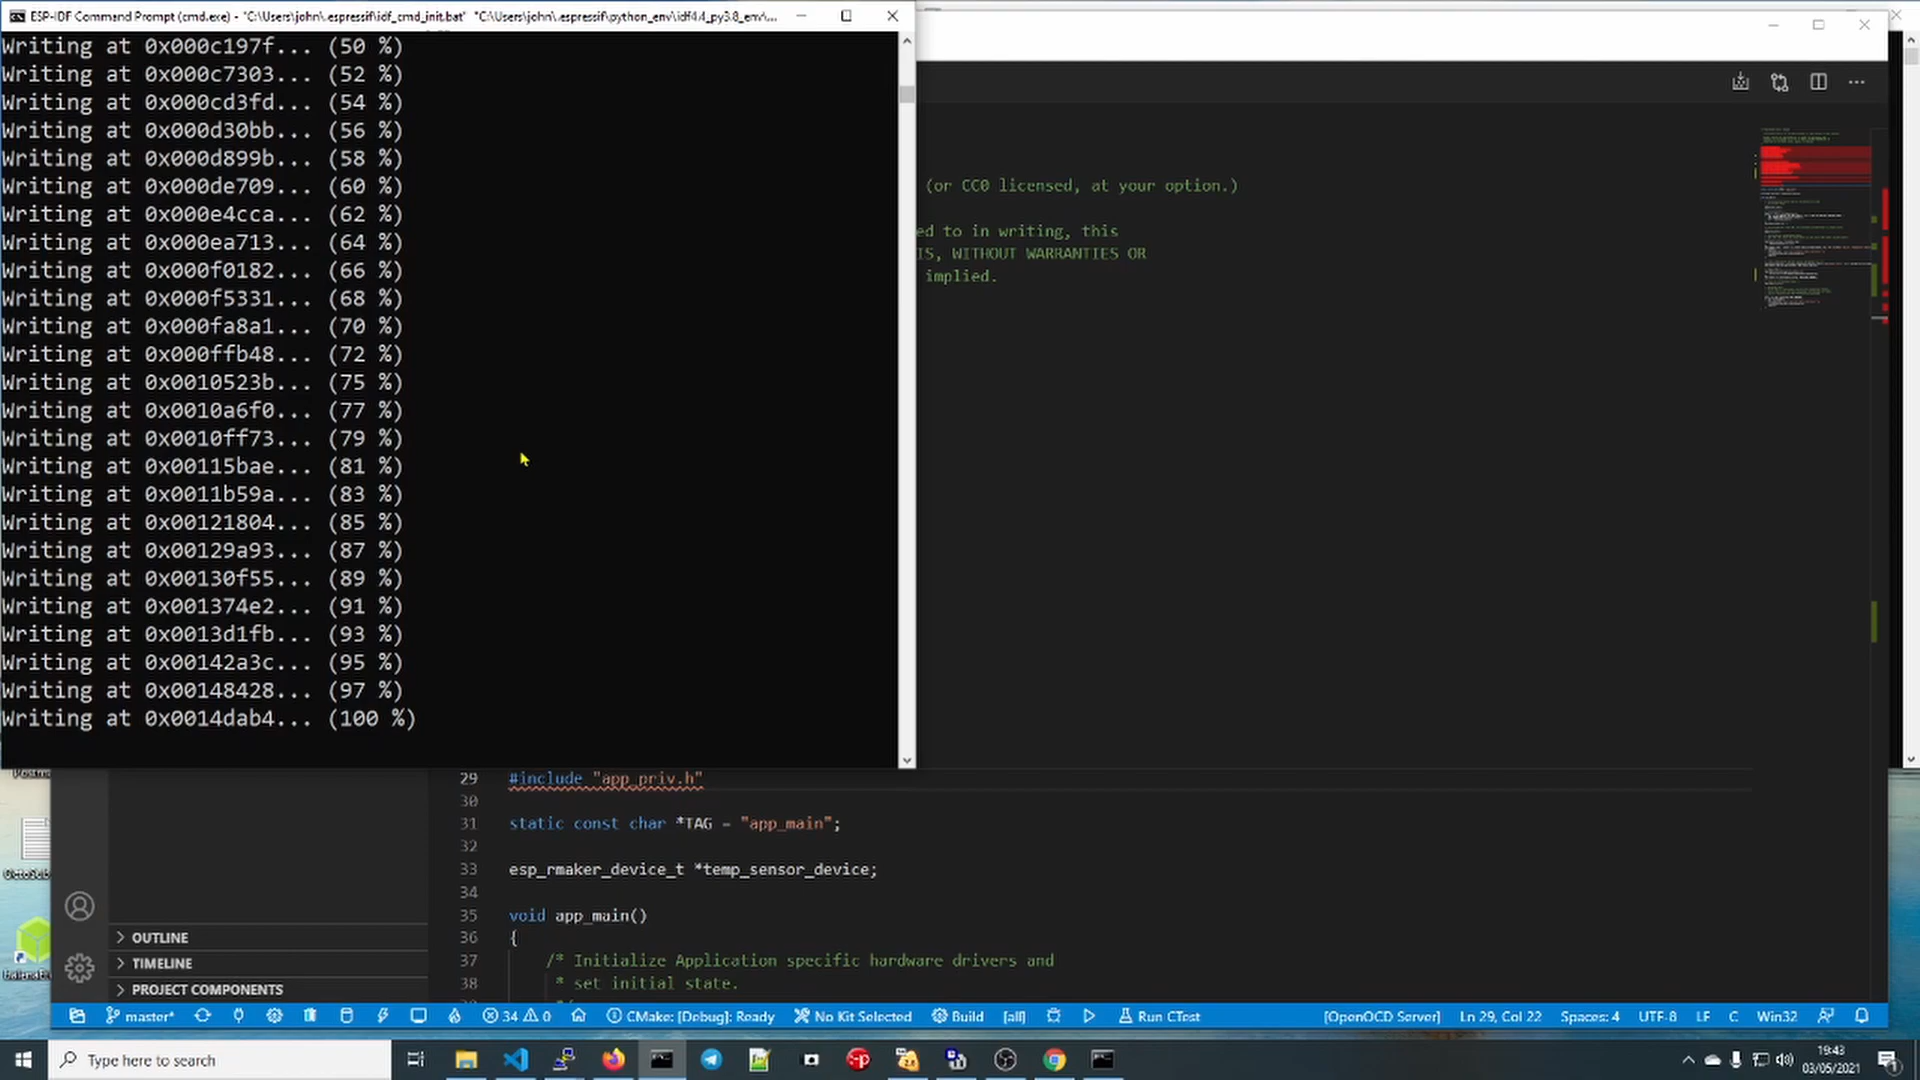 ESP-IDF Command Prompt (cmd.exe) - "C:\Users\john\.espressif\idf_cmd_init.bat" "C:\Users\john\.espressif\python_env\idf4.4_py3.8_env\...
Writing at 0x000c197f... (50 %)
Writing at 0x000c7303... (52 %)
Writing at 0x000cd3fd... (54 %)
Writing at 0x000d30bb... (56 %)
Writing at 0x000d899b... (58 %)
Writing at 0x000de709... (60 %)
Writing at 0x000e4cca... (62 %)
Writing at 0x000ea713... (64 %)
Writing at 0x000f0182... (66 %)
Writing at 0x000f5331... (68 %)
Writing at 0x000fa8a1... (70 %)
Writing at 0x000ffb48... (72 %)
Writing at 0x0010523b... (75 %)
Writing at 0x0010a6f0... (77 %)
Writing at 0x0010ff73... (79 %)
Writing at 0x00115bae... (81 %)
Writing at 0x0011b59a... (83 %)
Writing at 0x00121804... (85 %)
Writing at 0x00129a93... (87 %)
Writing at 0x00130f55... (89 %)
Writing at 0x001374e2... (91 %)
Writing at 0x0013d1fb... (93 %)
Writing at 0x00142a3c... (95 %)
Writing at 0x00148428... (97 %)
Writing at 0x0014dab4... (100 %)
(or CC0 licensed, at your option.)
ed to in writing, this
IS, WITHOUT WARRANTIES OR
implied.
29 #include "app_priv.h"
30
31 static const char *TAG = "app_main";
32
33 esp_rmaker_device_t *temp_sensor_device;
34
35 void app_main()
36 {
37 /* Initialize Application specific hardware drivers and
38 * set initial state.
OUTLINE
TIMELINE
PROJECT COMPONENTS
master* 34 0 CMake: [Debug]: Ready No Kit Selected Build [all] Run CTest [OpenOCD Server] Ln 29, Col 22 Spaces: 4 UTF-8 LF C Win32
Type here to search
19:43
03/05/2021